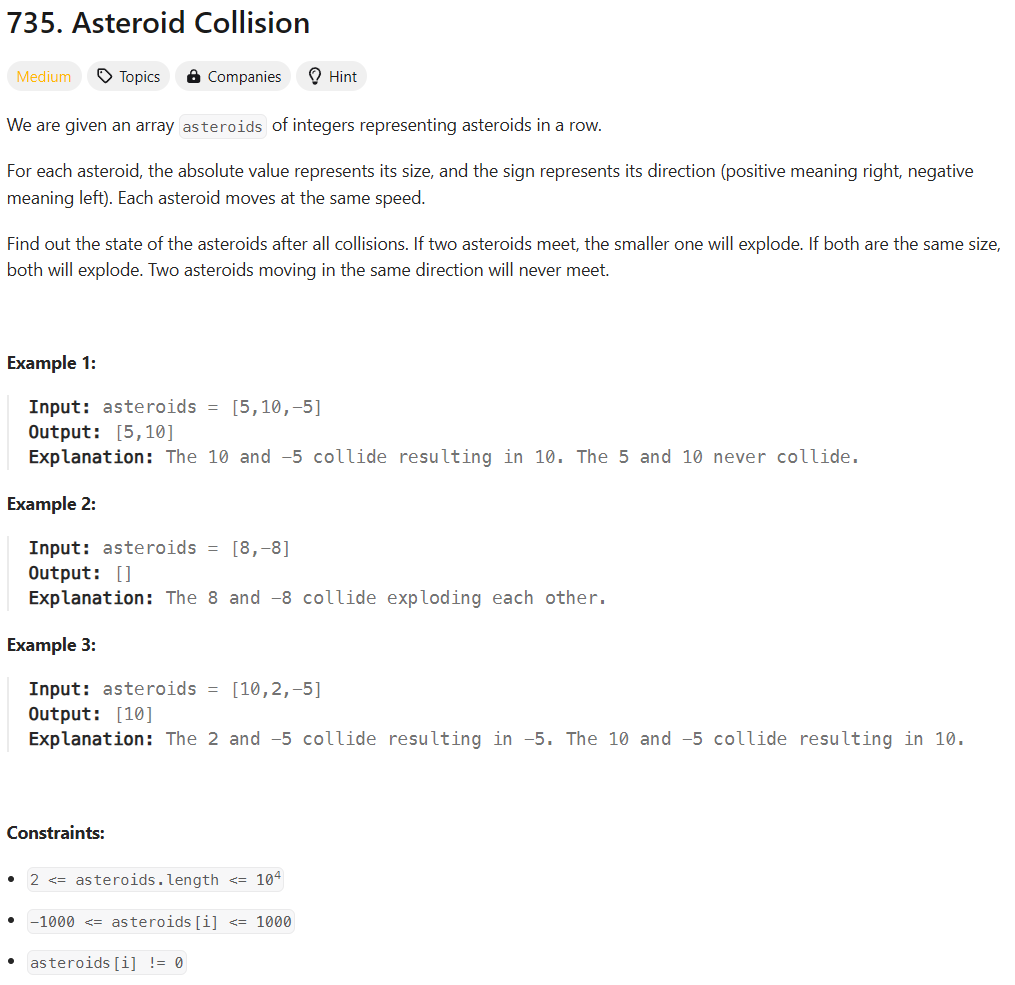 735. Asteroid Collision
Medium Topics Companies Hint
We are given an array asteroids of integers representing asteroids in a row.
For each asteroid, the absolute value represents its size, and the sign represents its direction (positive meaning right, negative
meaning left). Each asteroid moves at the same speed.
Find out the state of the asteroids after all collisions. If two asteroids meet, the smaller one will explode. If both are the same size,
both will explode. Two asteroids moving in the same direction will never meet.
Example 1:
Input: asteroids = [5,10,-5]
Output: [5,10]
Explanation: The 10 and -5 collide resulting in 10. The 5 and 10 never collide.
Example 2:
Input: asteroids = [8,-8]
Output: []
Explanation: The 8 and -8 collide exploding each other.
Example 3:
Input: asteroids = [10,2,-5]
Output: [10]
Explanation: The 2 and -5 collide resulting in -5. The 10 and -5 collide resulting in 10.
Constraints:
• 2 <= asteroids.length <= 10⁴
• -1000 <= asteroids[i] <= 1000
• asteroids[i] != 0